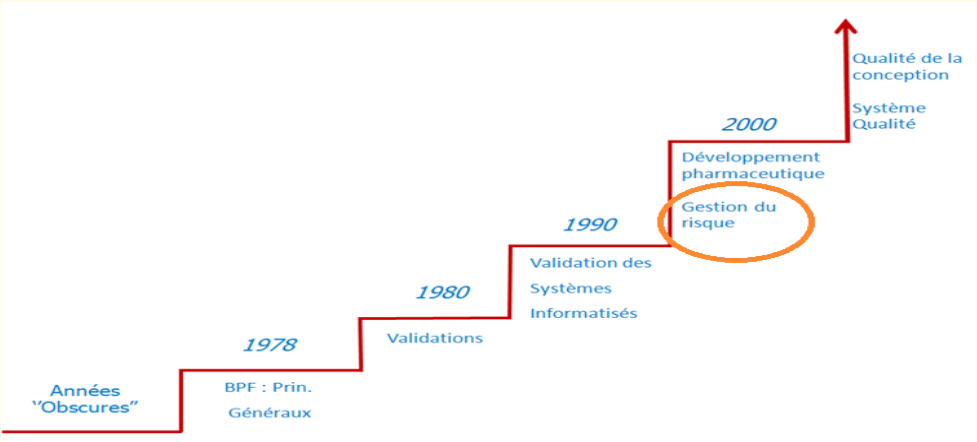 Années
‘’Obscures’’
1978
BPF : Prin.
Généraux
1980
Validations
1990
Validation des
Systèmes
Informatisés
2000
Développement
pharmaceutique
Gestion du
risque
Qualité de la
conception
Système
Qualité